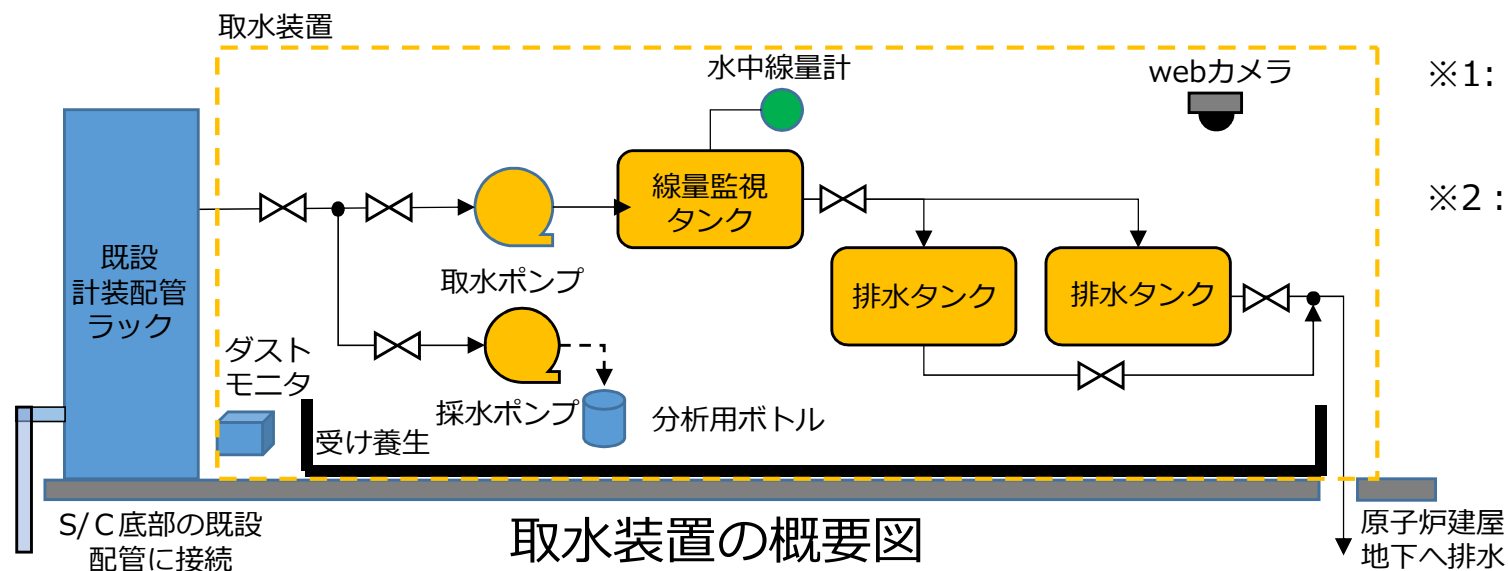 取水装置
水中線量計
webカメラ
※1:
※2:
線量監視
タンク
既設
計装配管
ラック
取水ポンプ
排水タンク
排水タンク
ダスト
モニタ
採水ポンプ
分析用ボトル
受け養生
S/C底部の既設
配管に接続
取水装置の概要図
原子炉建屋
地下へ排水